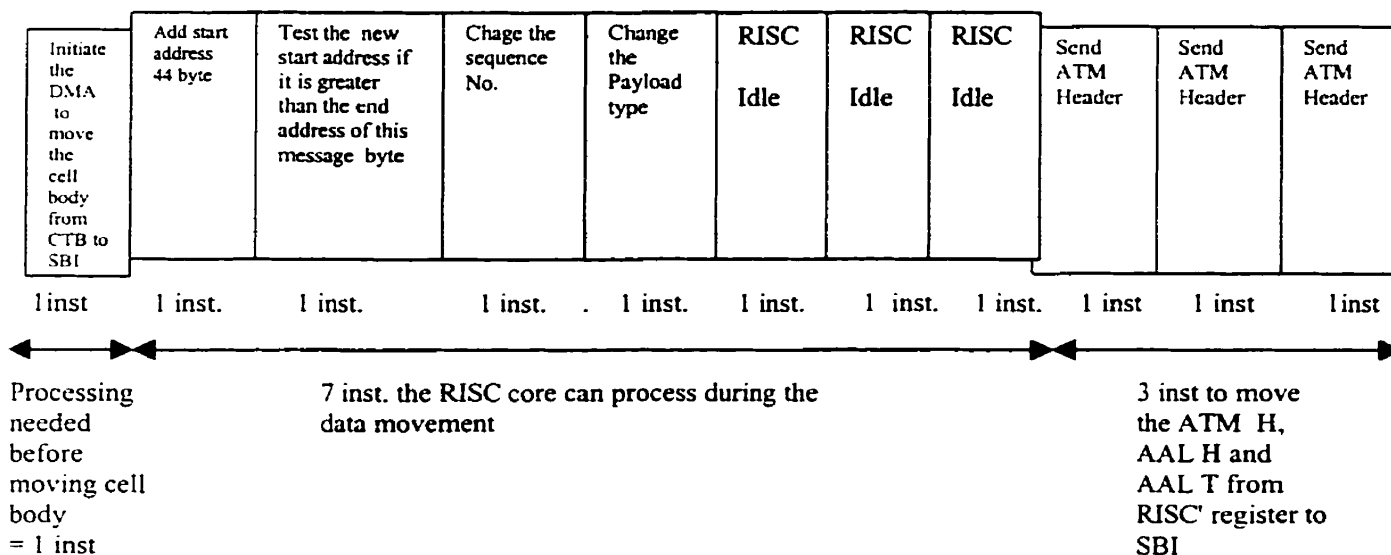 Initiate
the
DMA
to
move
the
cell
body
from
CTB to
SBI
Add start
address
44 byte
Test the new
start address if
it is greater
than the end
address of this
message byte
Chage the
sequence
No.
Change
the
Payload
type
RISC
Idle
RISC
Idle
RISC
Idle
Send
ATM
Header
Send
ATM
Header
Send
ATM
Header
1inst 1 inst. 1 inst. 1 inst. . 1 inst. 1 inst. 1 inst. 1 inst. 1 inst 1 inst 1inst
Processing
needed
before
moving cell
body
= 1 inst
7 inst. the RISC core can process during the
data movement
3 inst to move
the ATM H,
AAL H and
AAL T from
RISC' register to
SBI